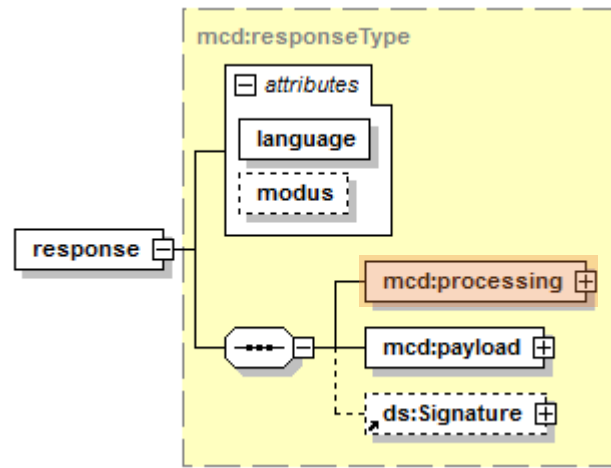 mcd:responseType
attributes
language
modus
response
mcd:processing
mcd:payload
ds:Signature